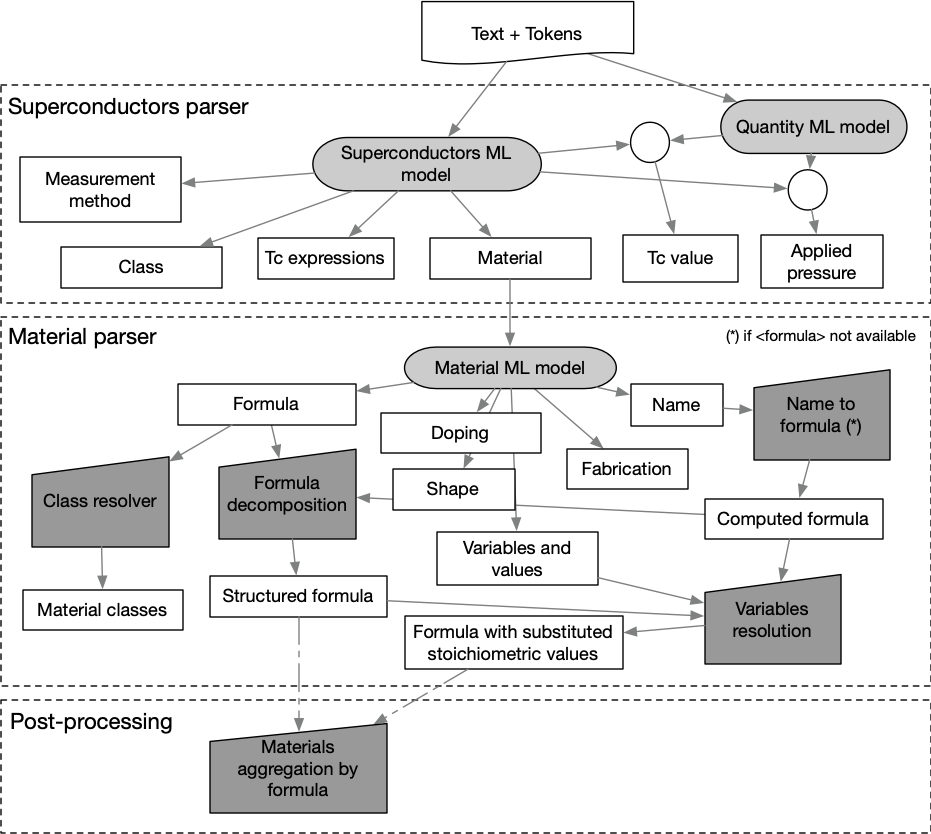 Text + Tokens
Superconductors parser
Quantity ML model
Superconductors ML
model
Measurement
method
Class
Tc expressions
Material
Tc value
Applied
pressure
Material parser
(*) if <formula> not available
Material ML model
Formula
Name
Name to
formula (*)
Doping
Fabrication
Class resolver
Formula
decomposition
Shape
Computed formula
Variables and
values
Material classes
Structured formula
Variables
resolution
Formula with substituted
stoichiometric values
Post-processing
Materials
aggregation by
formula